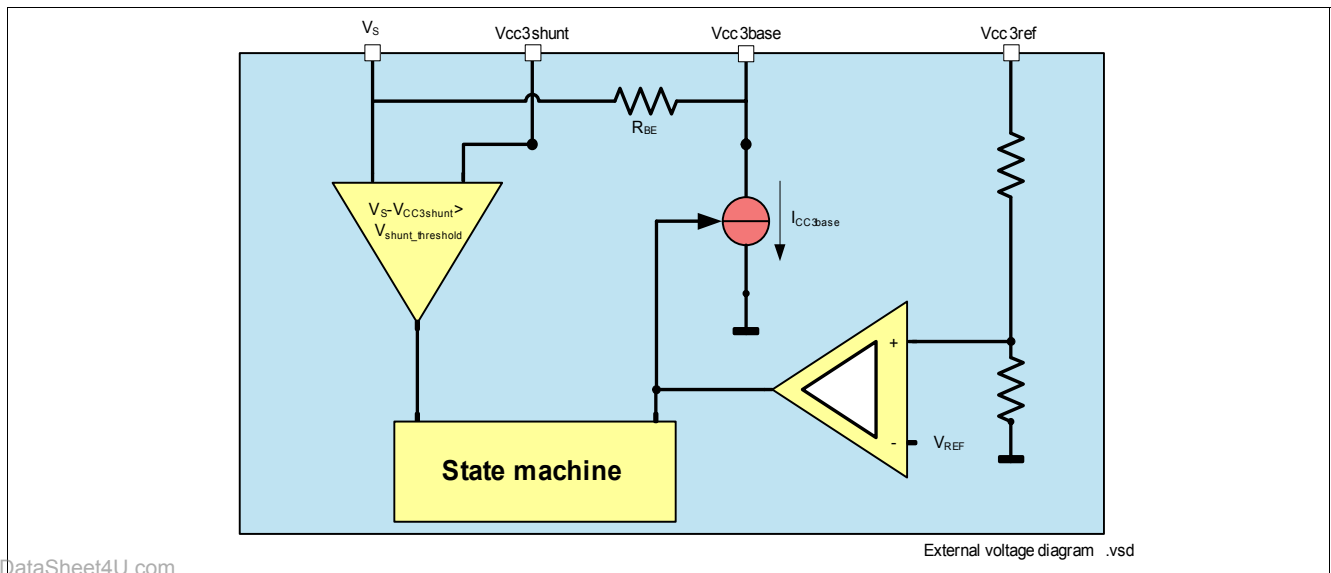 VS
Vcc3shunt
Vcc3base
Vcc3ref
RBE
VS-VCC3shunt>
Vshunt_threshold
ICC3base
+
-
VREF
State machine
External voltage diagram .vsd
DataSheet4U.com